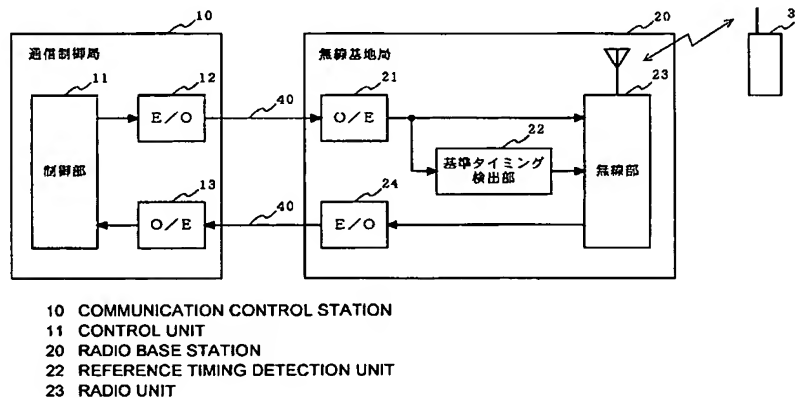 10
20
3
通信制御局
無線基地局
11
12
21
23
E/O
40
O/E
22
制御部
基準タイミング
検出部
無線部
13
24
O/E
40
E/O
10 COMMUNICATION CONTROL STATION
11 CONTROL UNIT
20 RADIO BASE STATION
22 REFERENCE TIMING DETECTION UNIT
23 RADIO UNIT